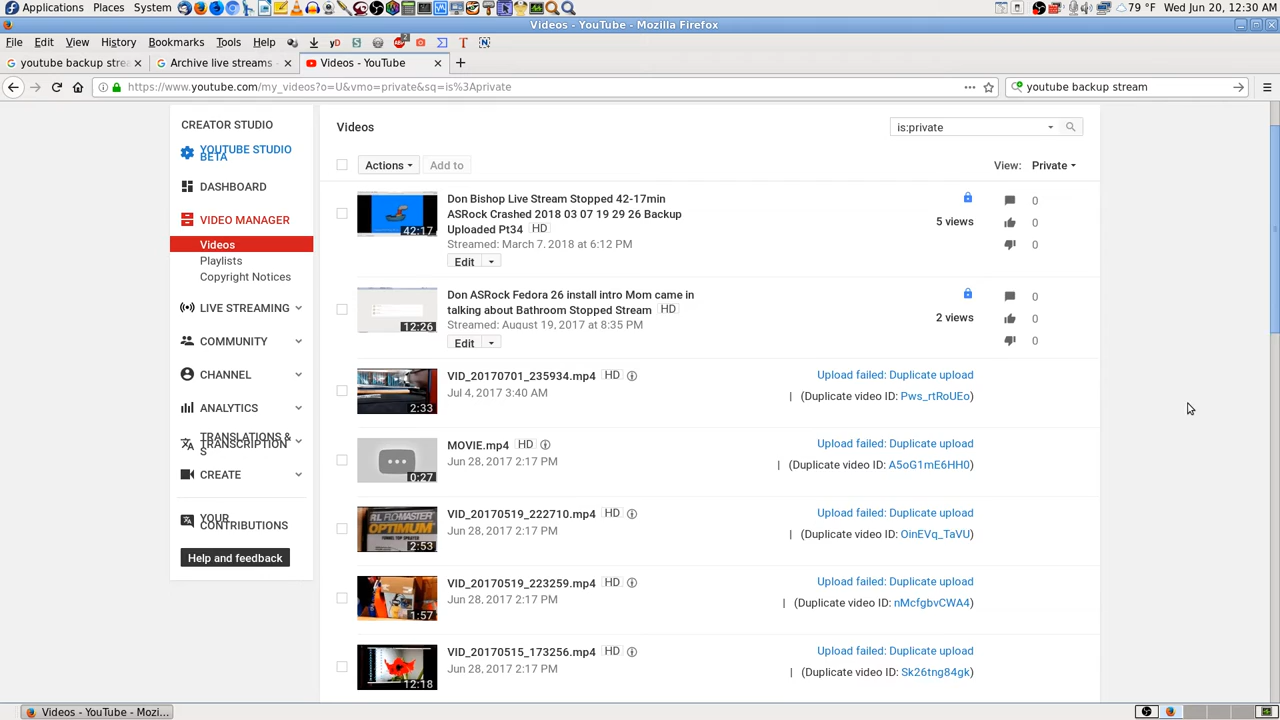 Applications Places System 79 °F Wed Jun 20, 12:30 AM
Videos - YouTube - Mozilla Firefox
File Edit View History Bookmarks Tools Help
youtube backup strea Archive live streams - Videos - YouTube
https://www.youtube.com/my_videos?o=U&vmo=private&sq=is%3Aprivate youtube backup stream
CREATOR STUDIO
YOUTUBE STUDIO
BETA
DASHBOARD
VIDEO MANAGER
Videos
Playlists
Copyright Notices
LIVE STREAMING
COMMUNITY
CHANNEL
ANALYTICS
TRANSLATIONS &
TRANSCRIPTION
S
CREATE
YOUR
CONTRIBUTIONS
Help and feedback
Videos is:private
Actions Add to View: Private
Don Bishop Live Stream Stopped 42-17min
ASRock Crashed 2018 03 07 19 29 26 Backup
Uploaded Pt34 HD
Streamed: March 7, 2018 at 6:12 PM
Edit
42:17
5 views
0
0
0
Don ASRock Fedora 26 install intro Mom came in
talking about Bathroom Stopped Stream HD
Streamed: August 19, 2017 at 8:35 PM
Edit
12:26
2 views
0
0
0
VID_20170701_235934.mp4 HD
Jul 4, 2017 3:40 AM
2:33
Upload failed: Duplicate upload
| (Duplicate video ID: Pws_rtRoUEo)
MOVIE.mp4 HD
Jun 28, 2017 2:17 PM
0:27
Upload failed: Duplicate upload
| (Duplicate video ID: A5oG1mE6HH0)
VID_20170519_222710.mp4 HD
Jun 28, 2017 2:17 PM
OPTIMUM
2:53
Upload failed: Duplicate upload
| (Duplicate video ID: OinEVq_TaVU)
VID_20170519_223259.mp4 HD
Jun 28, 2017 2:17 PM
1:57
Upload failed: Duplicate upload
| (Duplicate video ID: nMcfgbvCWA4)
VID_20170515_173256.mp4 HD
Jun 28, 2017 2:17 PM
12:18
Upload failed: Duplicate upload
| (Duplicate video ID: Sk26tng84gk)
Videos - YouTube - Mozi...